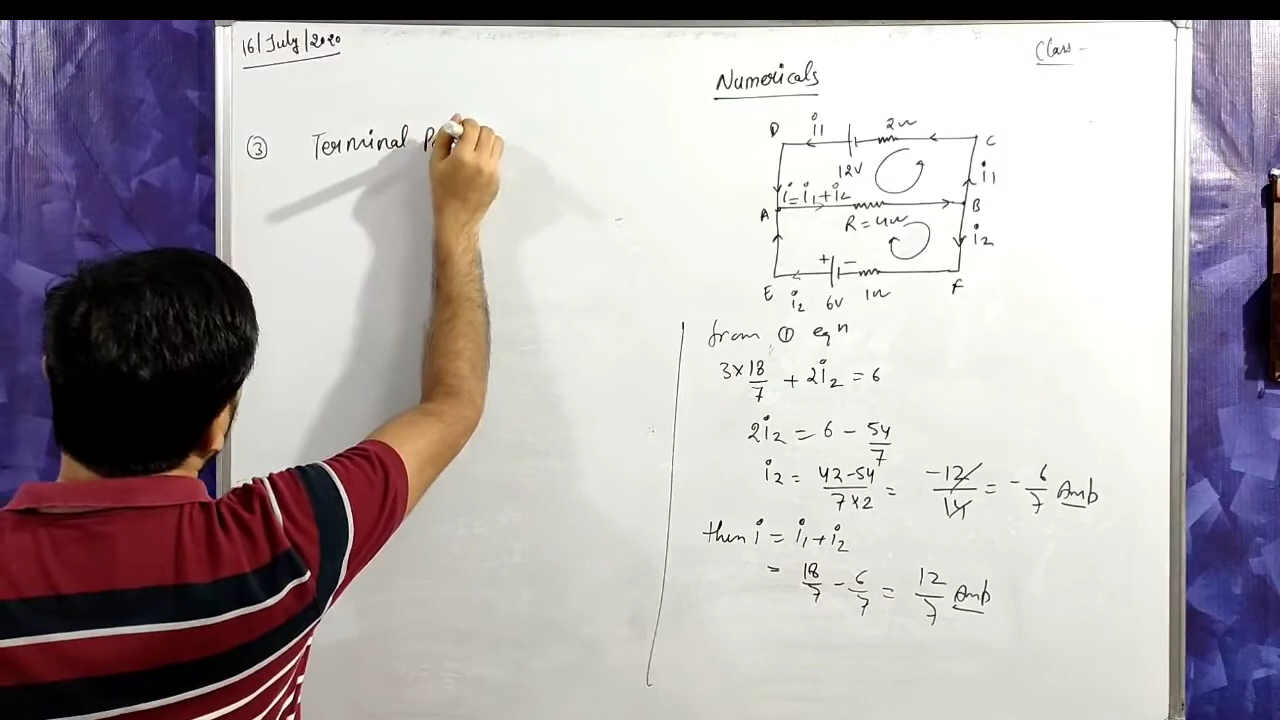 16/July/2020
Class -
Numericals
③ Terminal P
D i1 2Ω C
12V i1
i=i1+i2
A B
R=4Ω
i2
+ -
E i2 6V 1Ω F
from ① eqn
3×18/7 + 2i2 = 6
2i2 = 6 - 54/7
i2 = 42-54/7×2 = -12/14 = -6/7 Amp
then i = i1+i2
= 18/7 - 6/7 = 12/7 Amp